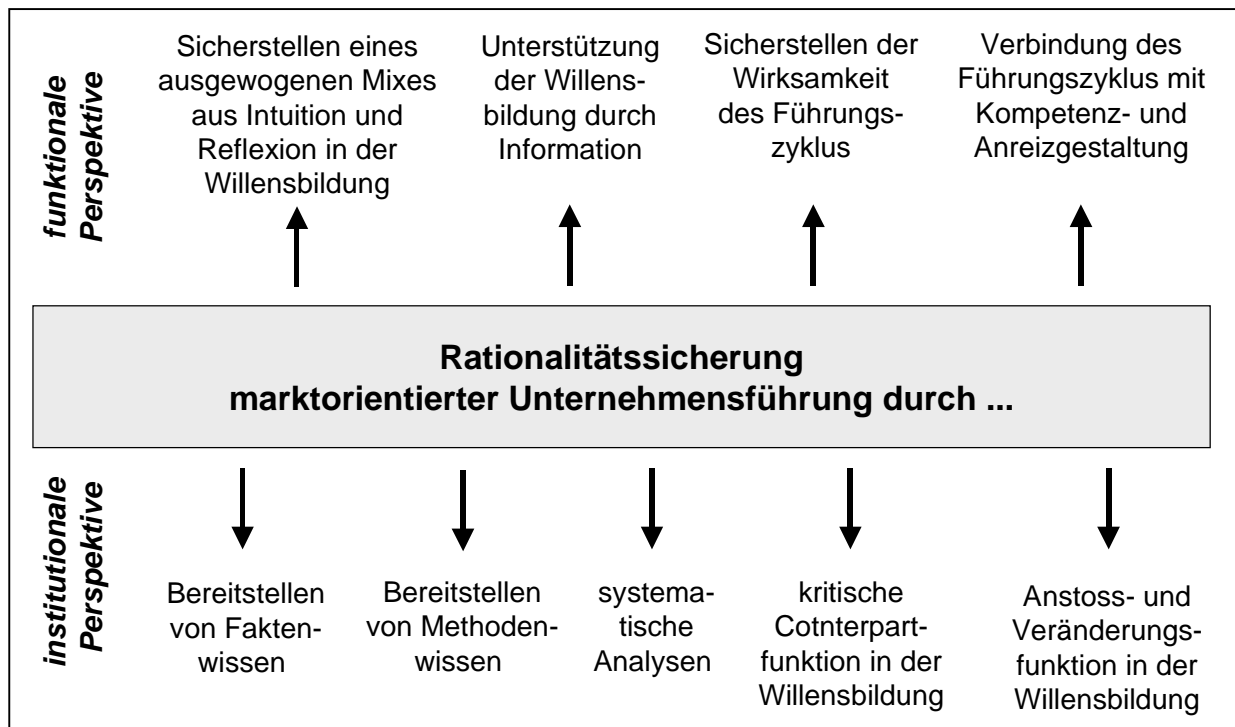 funktionale
Perspektive
Sicherstellen eines
ausgewogenen Mixes
aus Intuition und
Reflexion in der
Willensbildung
Unterstützung
der Willens-
bildung durch
Information
Sicherstellen der
Wirksamkeit
des Führungs-
zyklus
Verbindung des
Führungszyklus mit
Kompetenz- und
Anreizgestaltung
Rationalitätssicherung
marktorientierter Unternehmensführung durch ...
institutionale
Perspektive
Bereitstellen
von Fakten-
wissen
Bereitstellen
von Methoden-
wissen
systema-
tische
Analysen
kritische
Cotnterpart-
funktion in der
Willensbildung
Anstoss- und
Veränderungs-
funktion in der
Willensbildung